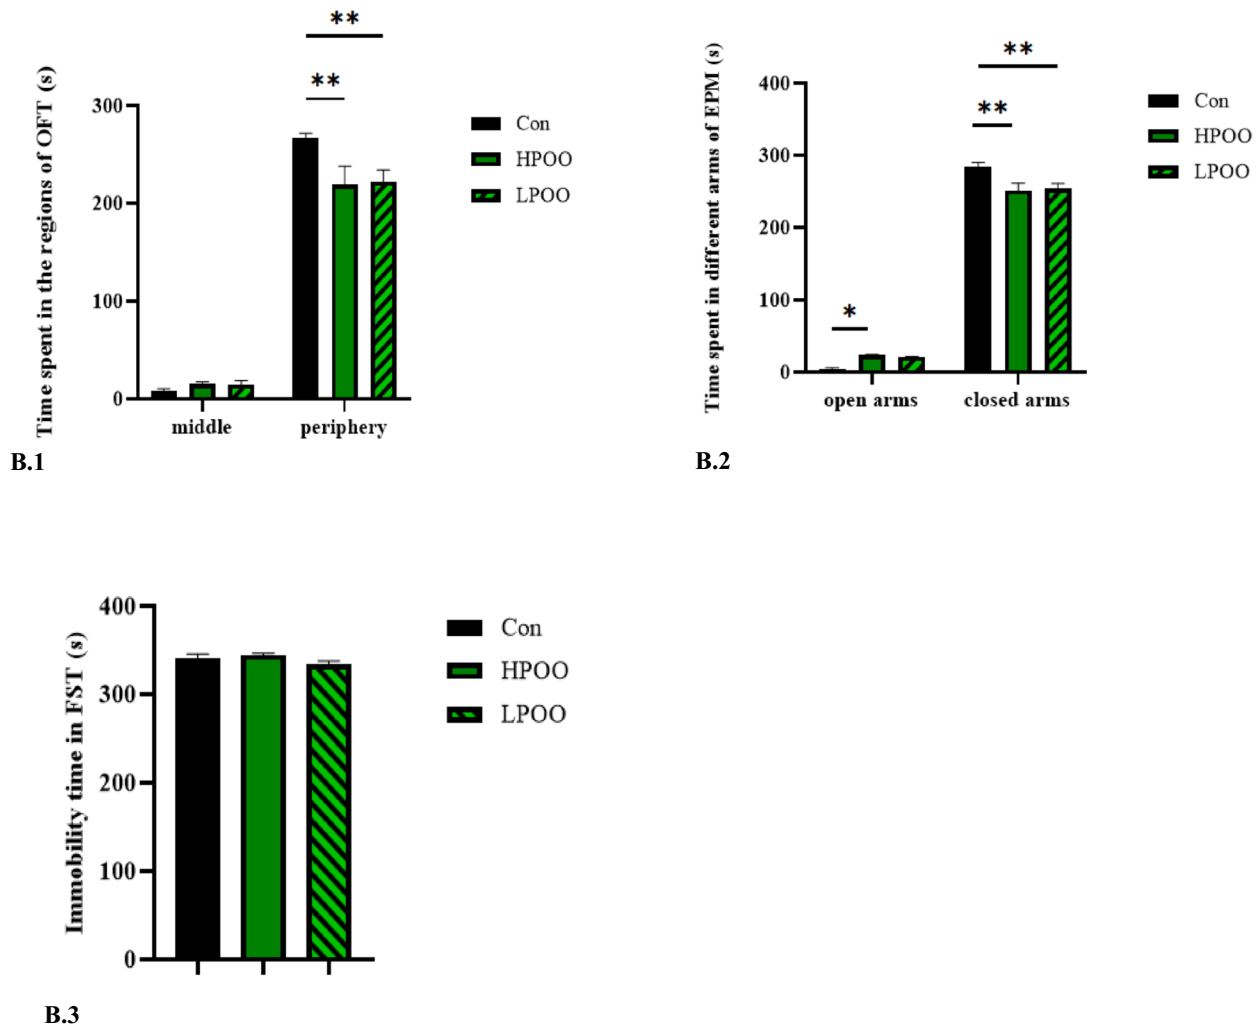 Time spent in the regions of OFT (s)
**
**
300
200
100
0
middle
periphery
Con
HPOO
LPOO
B.1
Time spent in different arms of EPM (s)
**
**
*
400
300
200
100
0
open arms
closed arms
Con
HPOO
LPOO
B.2
Immobility time in FST (s)
400
300
200
100
0
Con
HPOO
LPOO
B.3